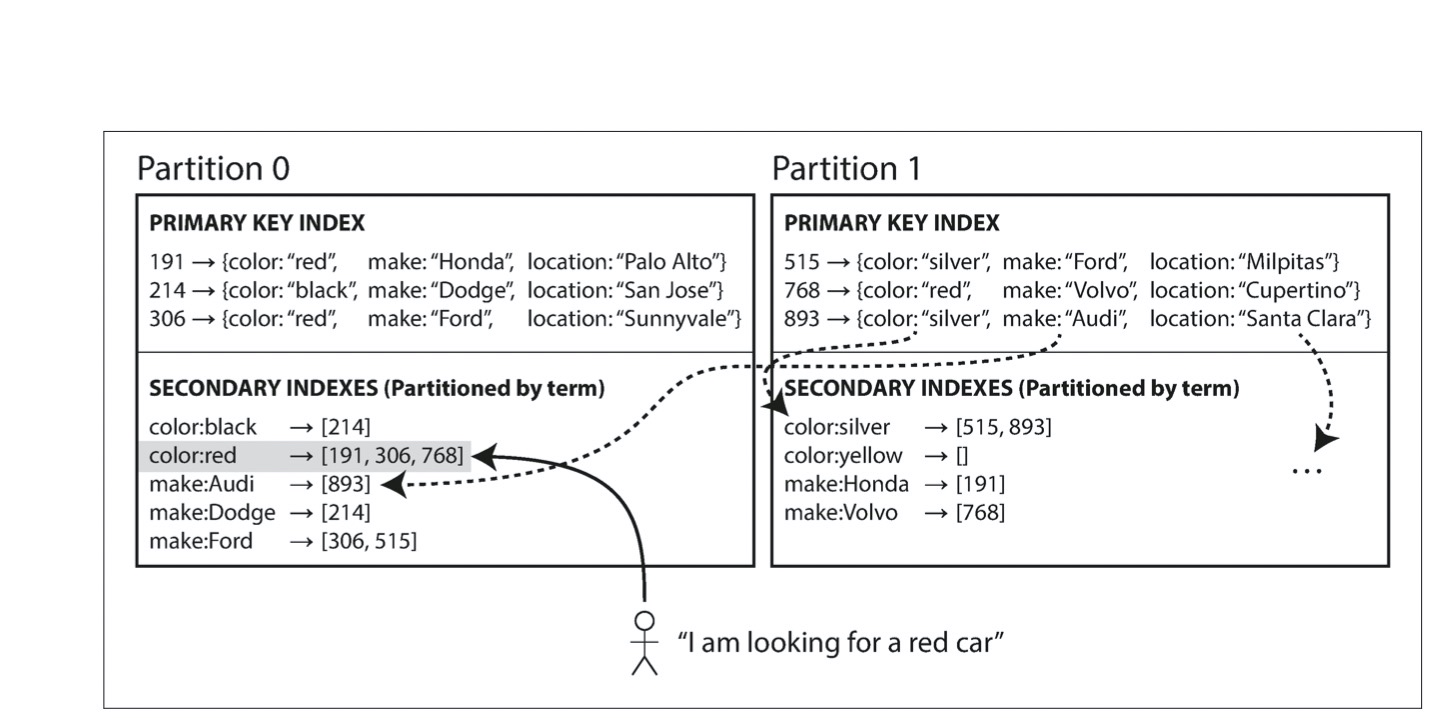 Partition 0
PRIMARY KEY INDEX
191 → {color: “red”, make: “Honda”, location: “Palo Alto”}
214 → {color: “black”, make: “Dodge”, location: “San Jose”}
306 → {color: “red”, make: “Ford”, location: “Sunnyvale”}
SECONDARY INDEXES (Partitioned by term)
color:black → [214]
color:red → [191, 306, 768]
make:Audi → [893]
make:Dodge → [214]
make:Ford → [306, 515]
Partition 1
PRIMARY KEY INDEX
515 → {color: “silver”, make: “Ford”, location: “Milpitas”}
768 → {color: “red”, make: “Volvo”, location: “Cupertino”}
893 → {color: “silver”, make: “Audi”, location: “Santa Clara”}
SECONDARY INDEXES (Partitioned by term)
color:silver → [515, 893]
color:yellow → []
make:Honda → [191]
make:Volvo → [768]
...
“I am looking for a red car”